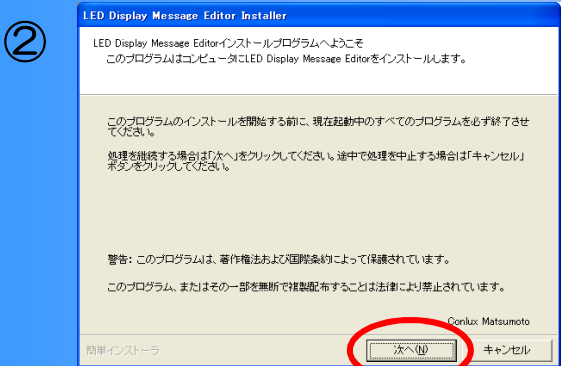 ②
LED Display Message Editor Installer
LED Display Message Editorインストールプログラムへようこそ
このプログラムはコンピュータにLED Display Message Editorをインストールします。
このプログラムのインストールを開始する前に、現在起動中のすべてのプログラムを必ず終了させ
てください。
処理を継続する場合は「次へ」をクリックしてください。途中で処理を中止する場合は「キャンセル」
ボタンをクリックしてください。
警告: このプログラムは、著作権法および国際条約によって保護されています。
このプログラム、またはその一部を無断で複製配布することは法律により禁止されています。
Conlux Matsumoto
簡単インストーラ
次へ(N)
キャンセル